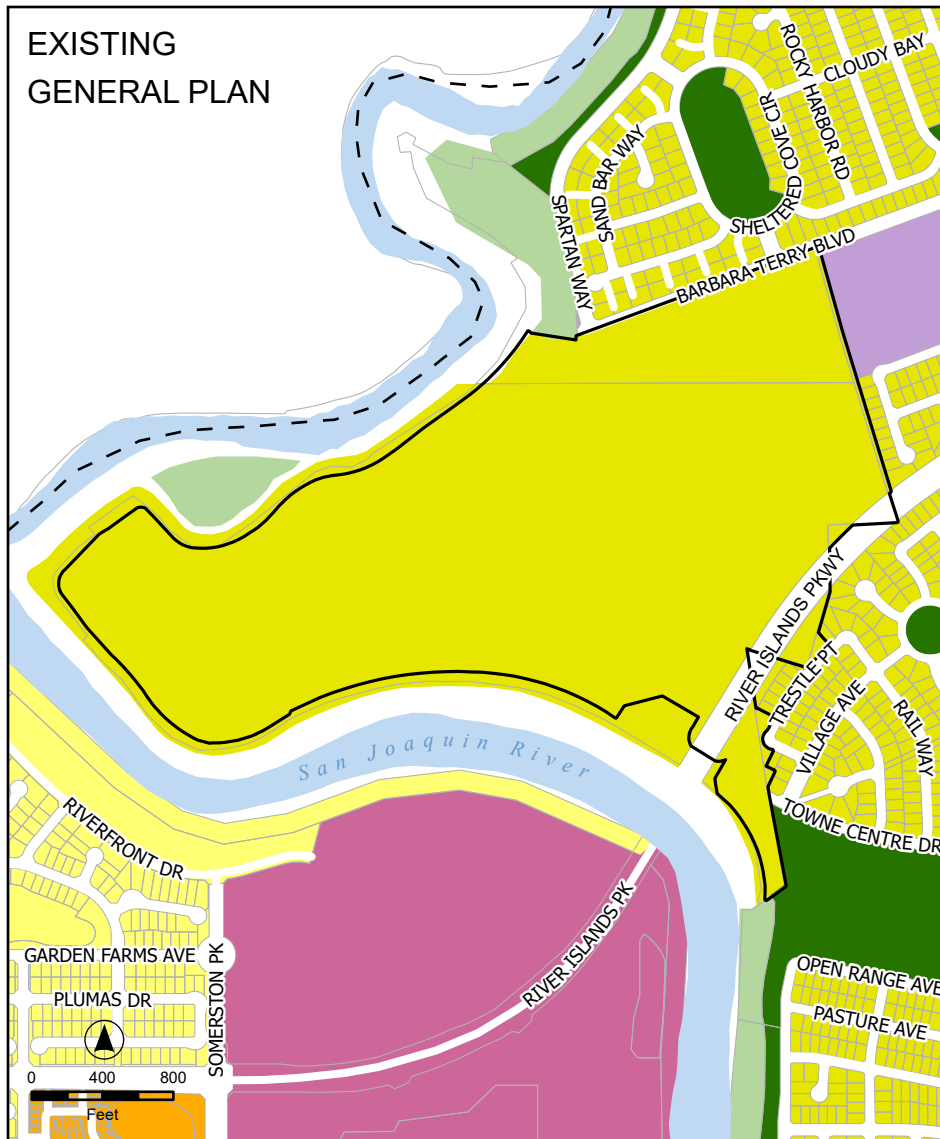 EXISTING
GENERAL PLAN
ROCKY HARBOR RD
CLOUDY BAY
SAND BAR WAY
SHELTERED COVE CIR
SPARTAN WAY
BARBARA TERRY BLVD
RIVER ISLANDS PKWY
TRESTLE PT
VILLAGE AVE
RAIL WAY
San Joaquin River
TOWNE CENTRE DR
RIVERFRONT DR
RIVER ISLANDS PK
GARDEN FARMS AVE
SOMERSTON PK
OPEN RANGE AVE
PLUMAS DR
PASTURE AVE
0 400 800
Feet